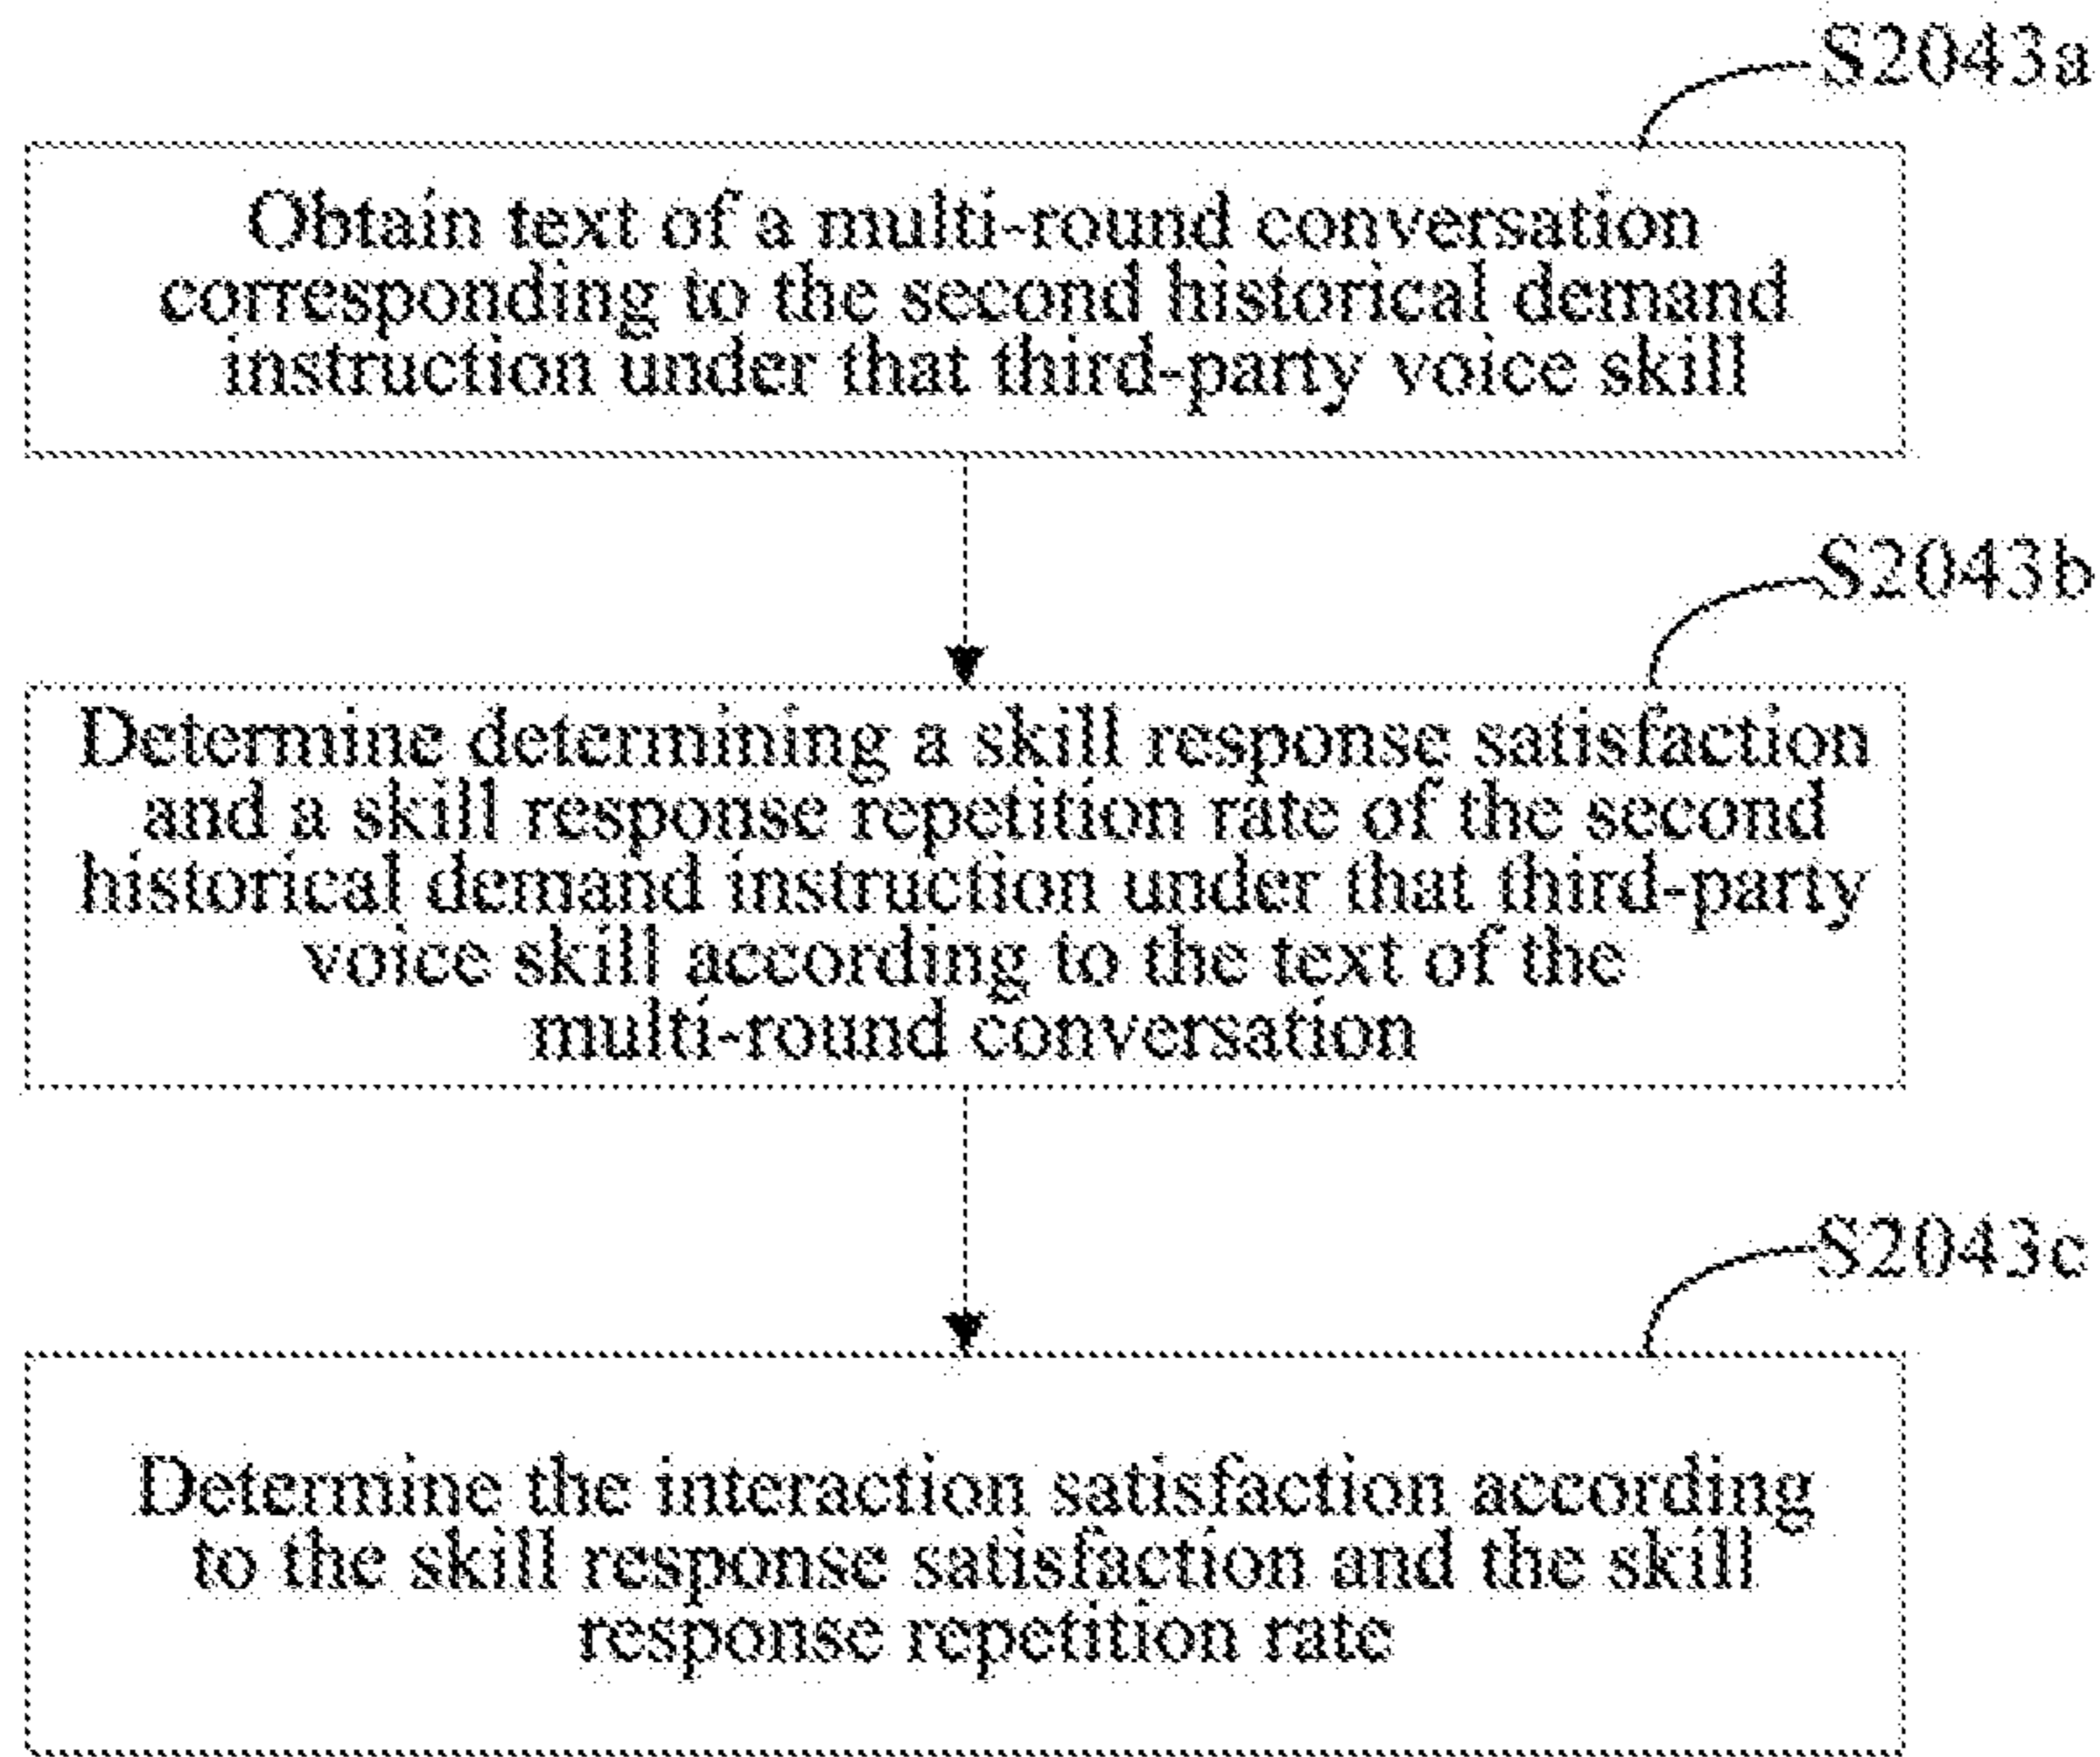 S2043a
Obtain text of a multi-round conversation
corresponding to the second historical demand
instruction under that third-party voice skill
S2043b
Determine determining a skill response satisfaction
and a skill response repetition rate of the second
historical demand instruction under that third-party
voice skill according to the text of the
multi-round conversation
S2043c
Determine the interaction satisfaction according
to the skill response satisfaction and the skill
response repetition rate